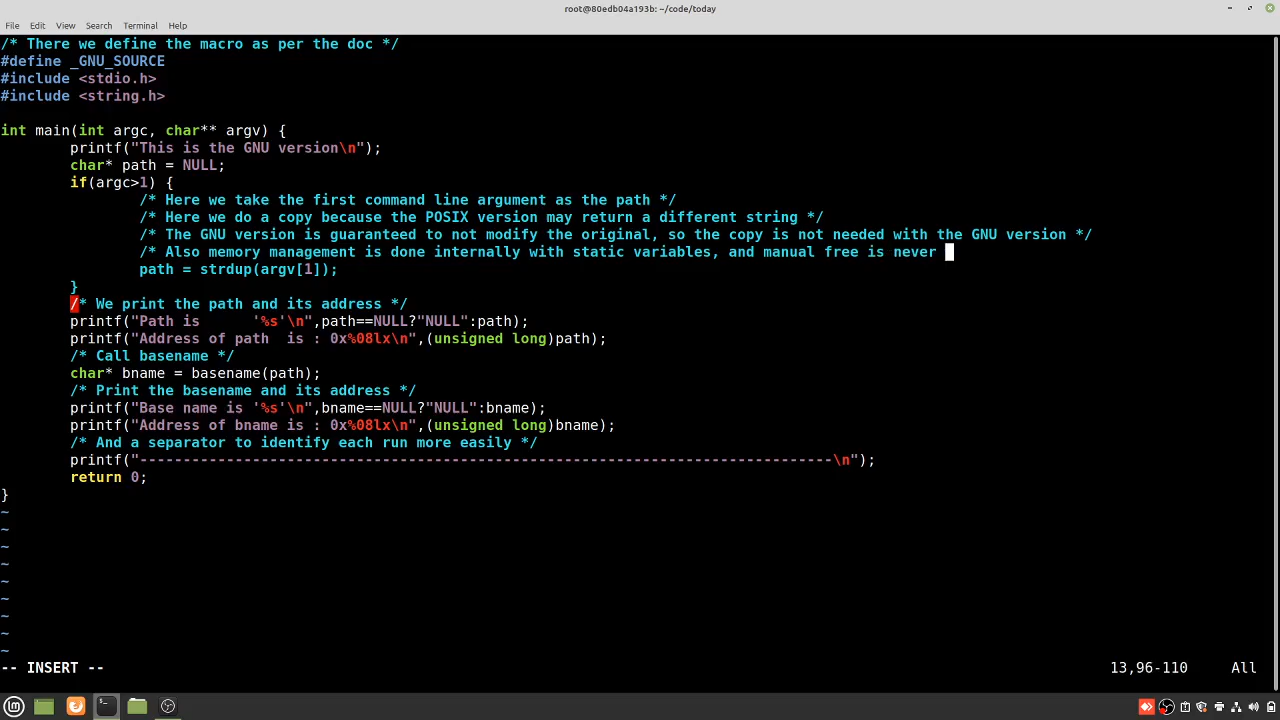 root@80edb04a193b: ~/code/today
File Edit View Search Terminal Help
/* There we define the macro as per the doc */
#define _GNU_SOURCE
#include <stdio.h>
#include <string.h>
int main(int argc, char** argv) {
printf("This is the GNU version\n");
char* path = NULL;
if(argc>1) {
/* Here we take the first command line argument as the path */
/* Here we do a copy because the POSIX version may return a different string */
/* The GNU version is guaranteed to not modify the original, so the copy is not needed with the GNU version */
/* Also memory management is done internally with static variables, and manual free is never
path = strdup(argv[1]);
}
/* We print the path and its address */
printf("Path is      '%s'\n",path==NULL?"NULL":path);
printf("Address of path  is : 0x%08lx\n",(unsigned long)path);
/* Call basename */
char* bname = basename(path);
/* Print the basename and its address */
printf("Base name is '%s'\n",bname==NULL?"NULL":bname);
printf("Address of bname is : 0x%08lx\n",(unsigned long)bname);
/* And a separator to identify each run more easily */
printf("--------------------------------------------------------------------------------\n");
return 0;
}
~
~
~
~
~
~
~
~
~
-- INSERT -- 13,96-110 All